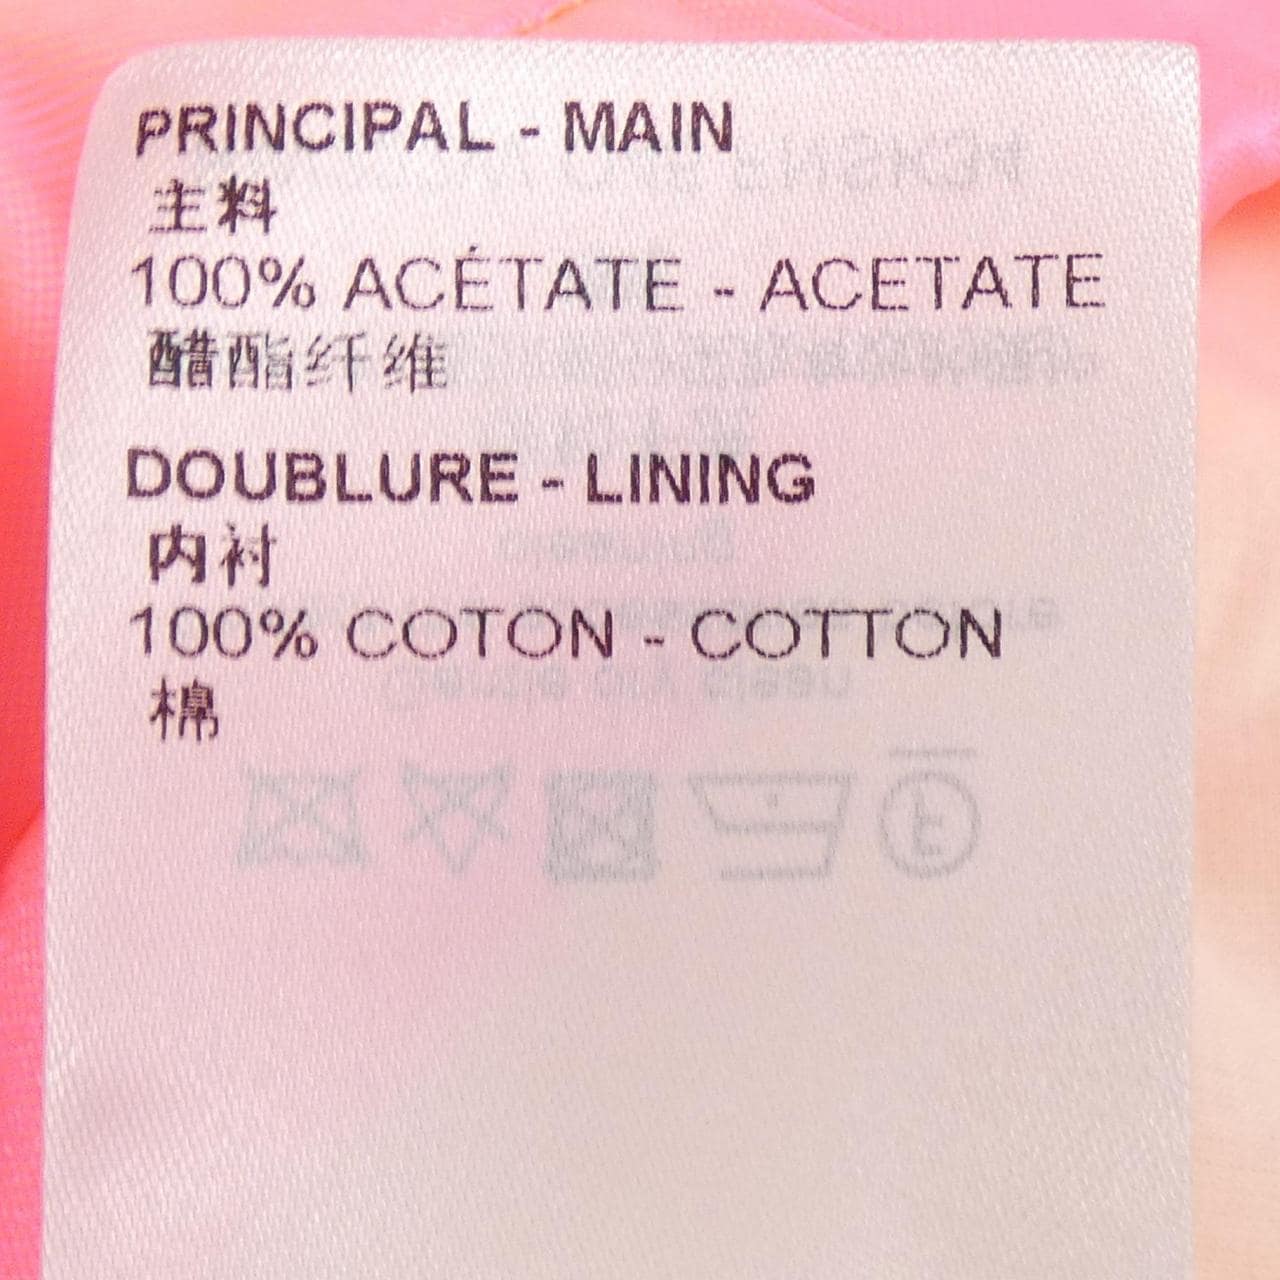 PRINCIPAL - MAIN
主料
100% ACÉTATE - ACETATE
醋酯纤维
DOUBLURE - LINING
内衬
100% COTON - COTTON
棉